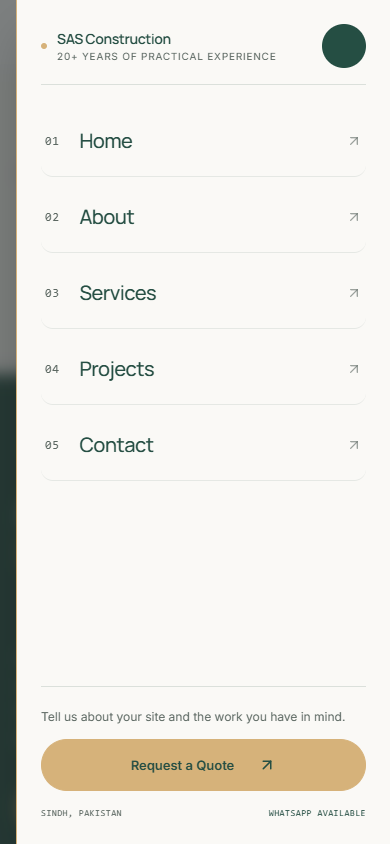 SAS Construction
20+ YEARS OF PRACTICAL EXPERIENCE
01 Home
02 About
03 Services
04 Projects
05 Contact
Tell us about your site and the work you have in mind.
Request a Quote
SINDH, PAKISTAN WHATSAPP AVAILABLE